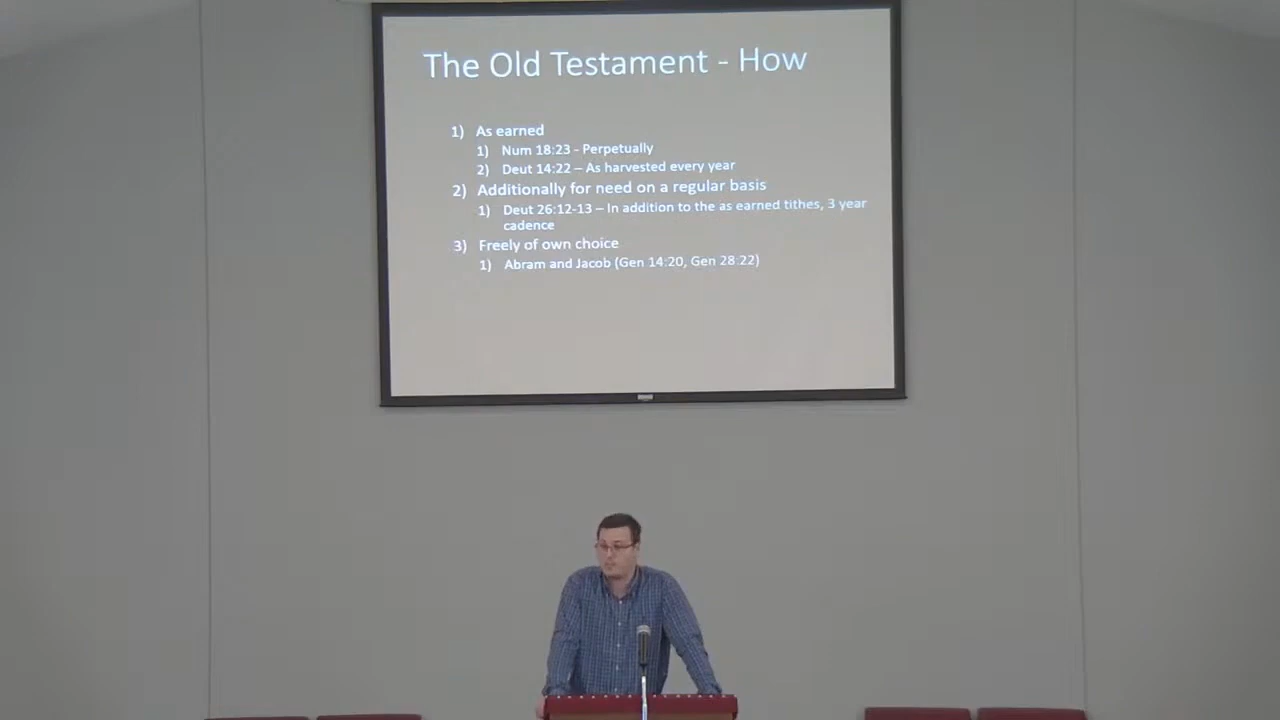 The Old Testament - How
1) As earned
1) Num 18:23 - Perpetually
2) Deut 14:22 – As harvested every year
2) Additionally for need on a regular basis
1) Deut 26:12-13 – In addition to the as earned tithes, 3 year
cadence
3) Freely of own choice
1) Abram and Jacob (Gen 14:20, Gen 28:22)